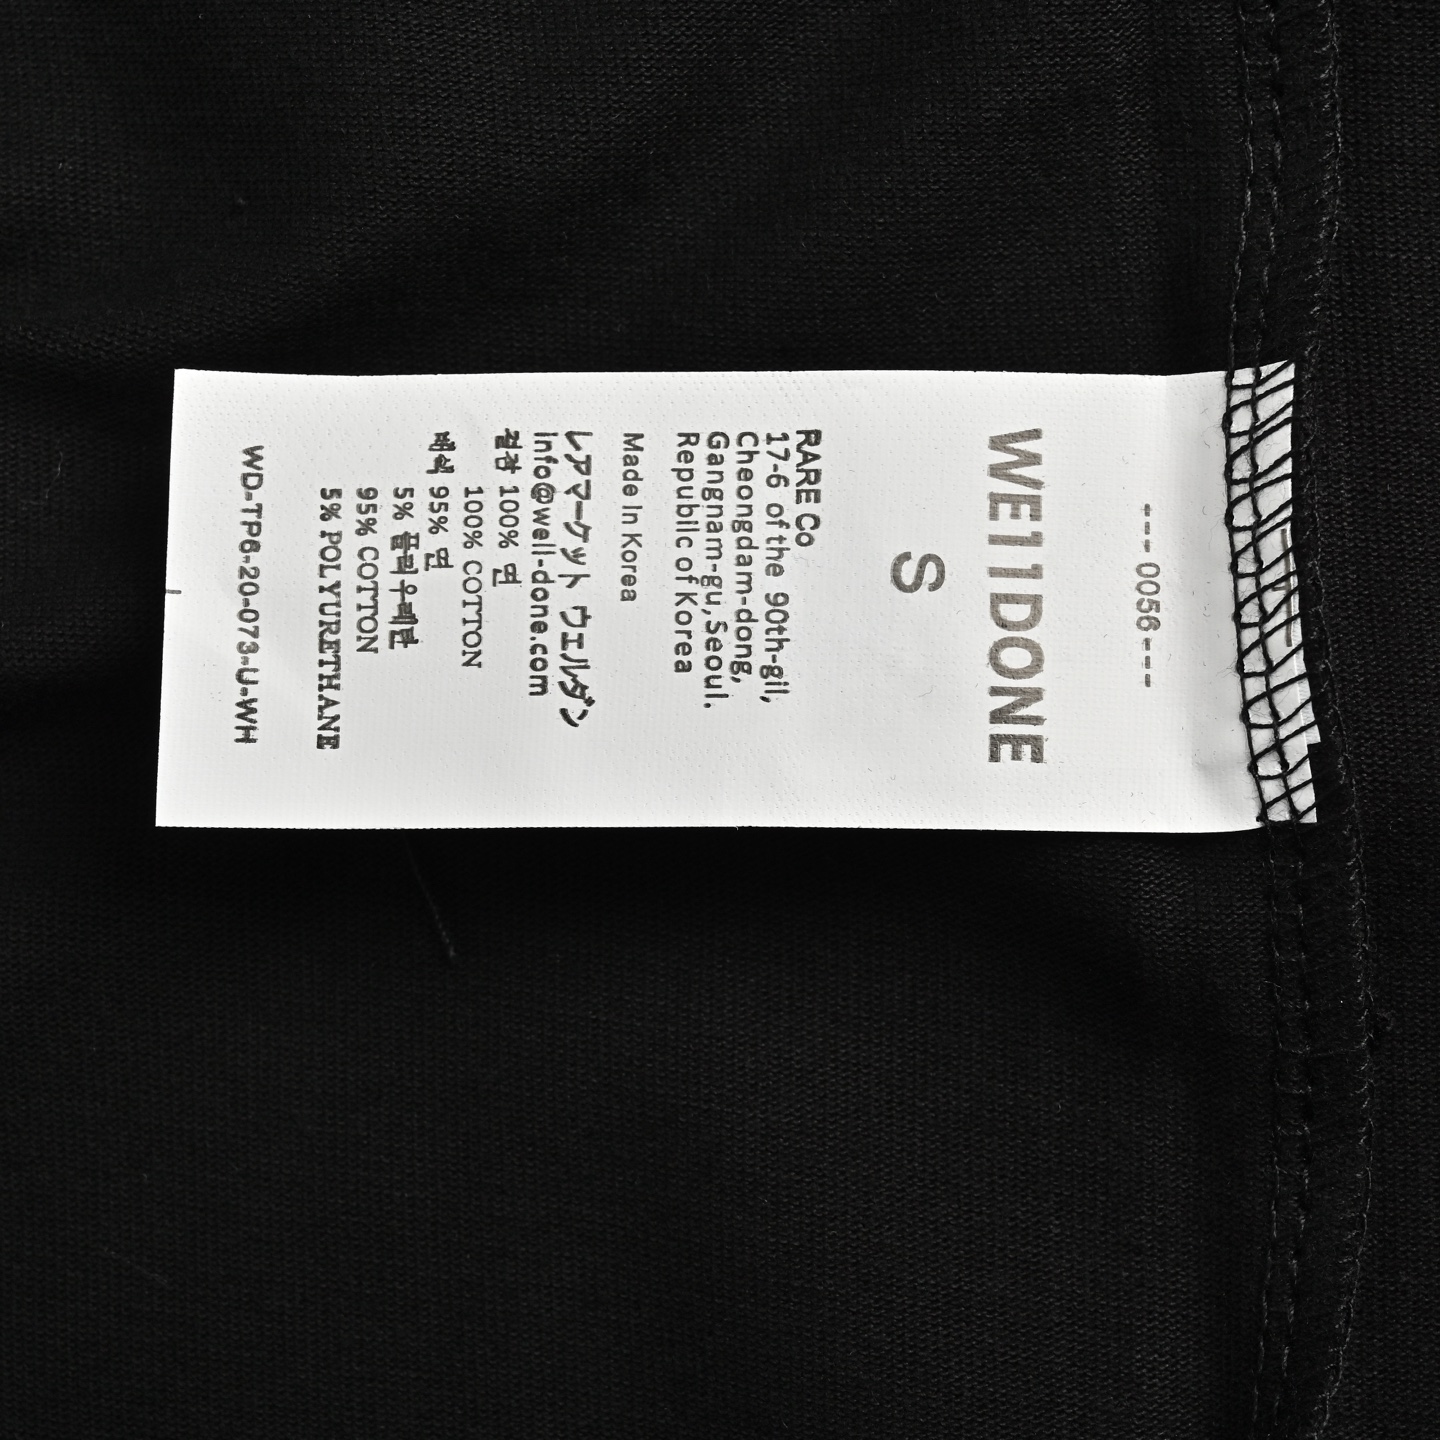 ---0056---
WE11DONE
S
RARE Co
17-6 of the 90th-gil,
Cheongdam-dong,
Gangnam-gu, Seoul.
Republic of Korea
Made In Korea
レアマーケット ウェルダン
info@well-done.com
겉감 100% 면
100% COTTON
배색 95% 면
5% 폴리우레탄
95% COTTON
5% POLYURETHANE
WD-TP6-20-073-U-WH